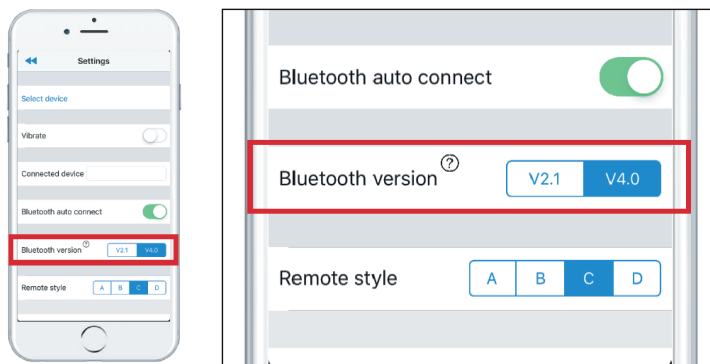 Settings
Select device
Vibrate
Connected device
Bluetooth auto connect
Bluetooth version ?
V2.1 V4.0
Remote style
A B C D
Bluetooth auto connect
Bluetooth version ?
V2.1 V4.0
Remote style
A B C D